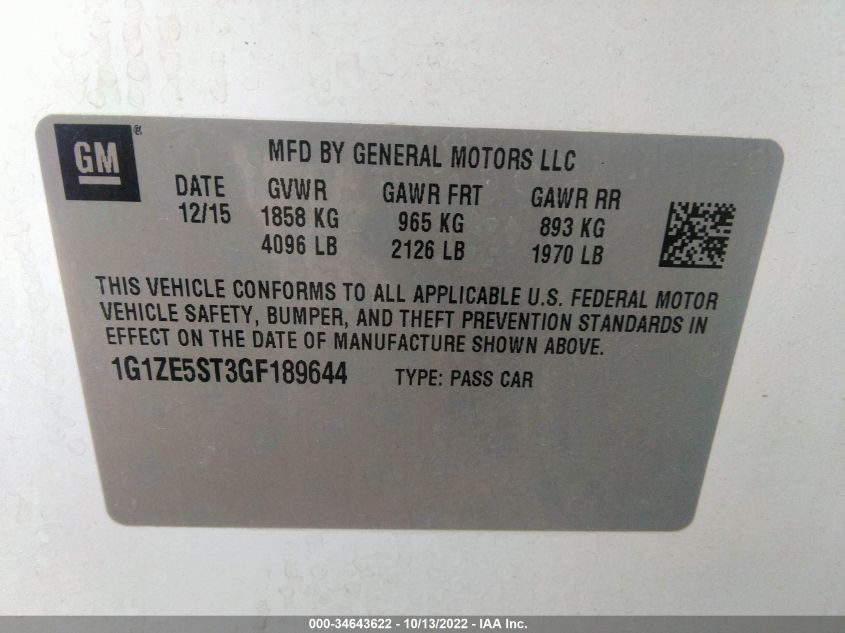 GM®
MFD BY GENERAL MOTORS LLC
DATE GVWR GAWR FRT GAWR RR
12/15 1858 KG 965 KG 893 KG
4096 LB 2126 LB 1970 LB
THIS VEHICLE CONFORMS TO ALL APPLICABLE U.S. FEDERAL MOTOR
VEHICLE SAFETY, BUMPER, AND THEFT PREVENTION STANDARDS IN
EFFECT ON THE DATE OF MANUFACTURE SHOWN ABOVE.
1G1ZE5ST3GF189644 TYPE: PASS CAR
000-34643622 - 10/13/2022 - IAA Inc.